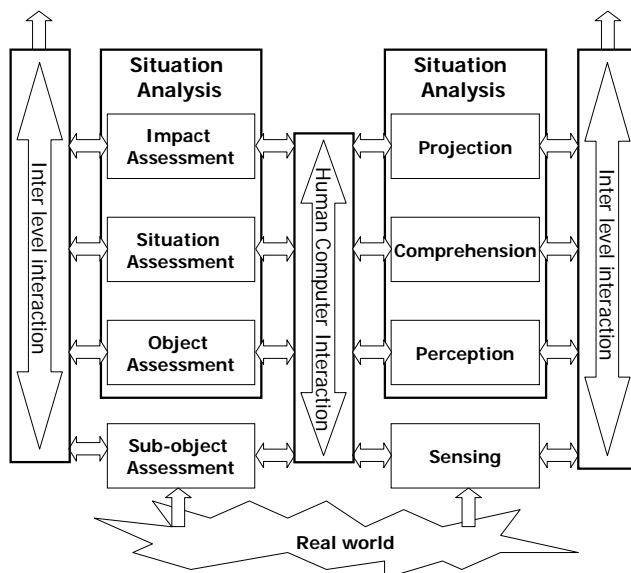 Inter level interaction
Situation
Analysis
Impact
Assessment
Situation
Assessment
Object
Assessment
Sub-object
Assessment
Human Computer Interaction
Situation
Analysis
Projection
Comprehension
Perception
Sensing
Inter level interaction
Real world